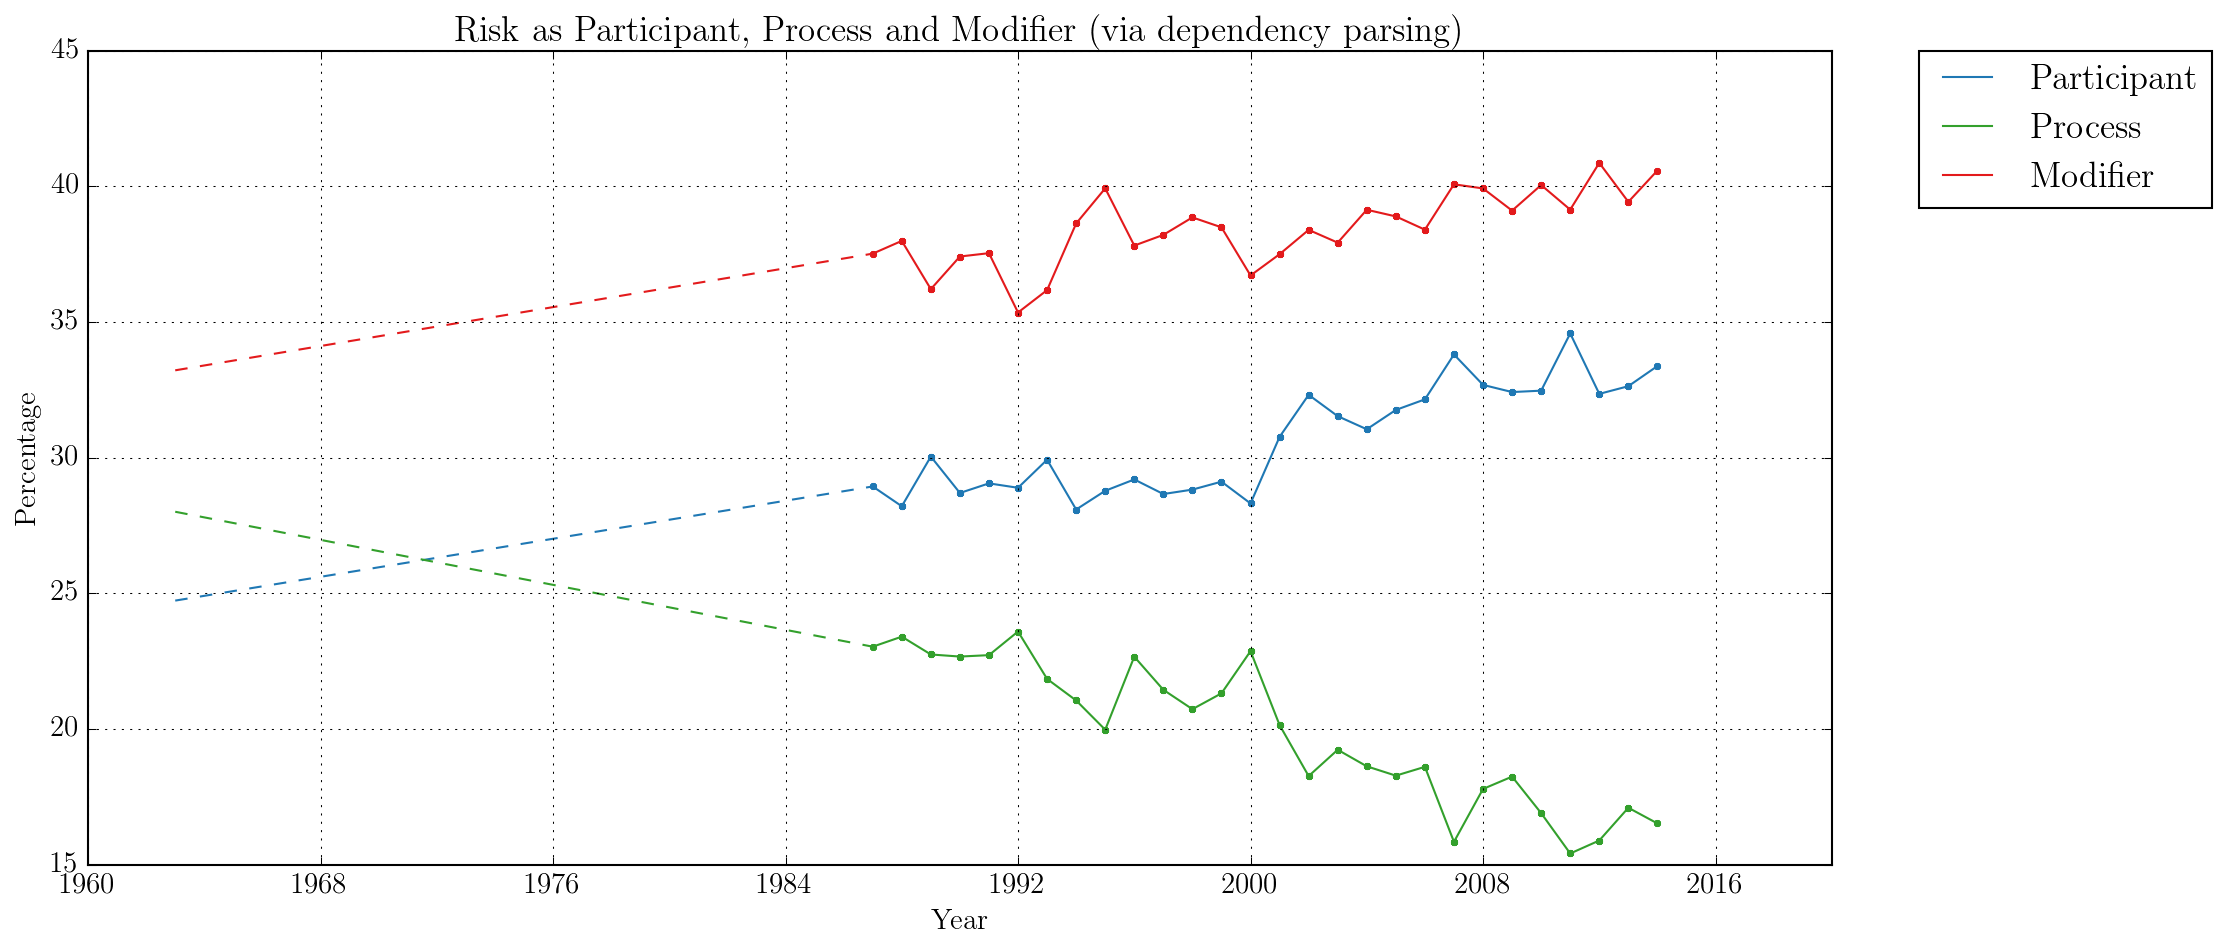 Risk as Participant, Process and Modifier (via dependency parsing)
45
40
35
30
25
20
15
Percentage
1960 1968 1976 1984 1992 2000 2008 2016
Year
Participant
Process
Modifier